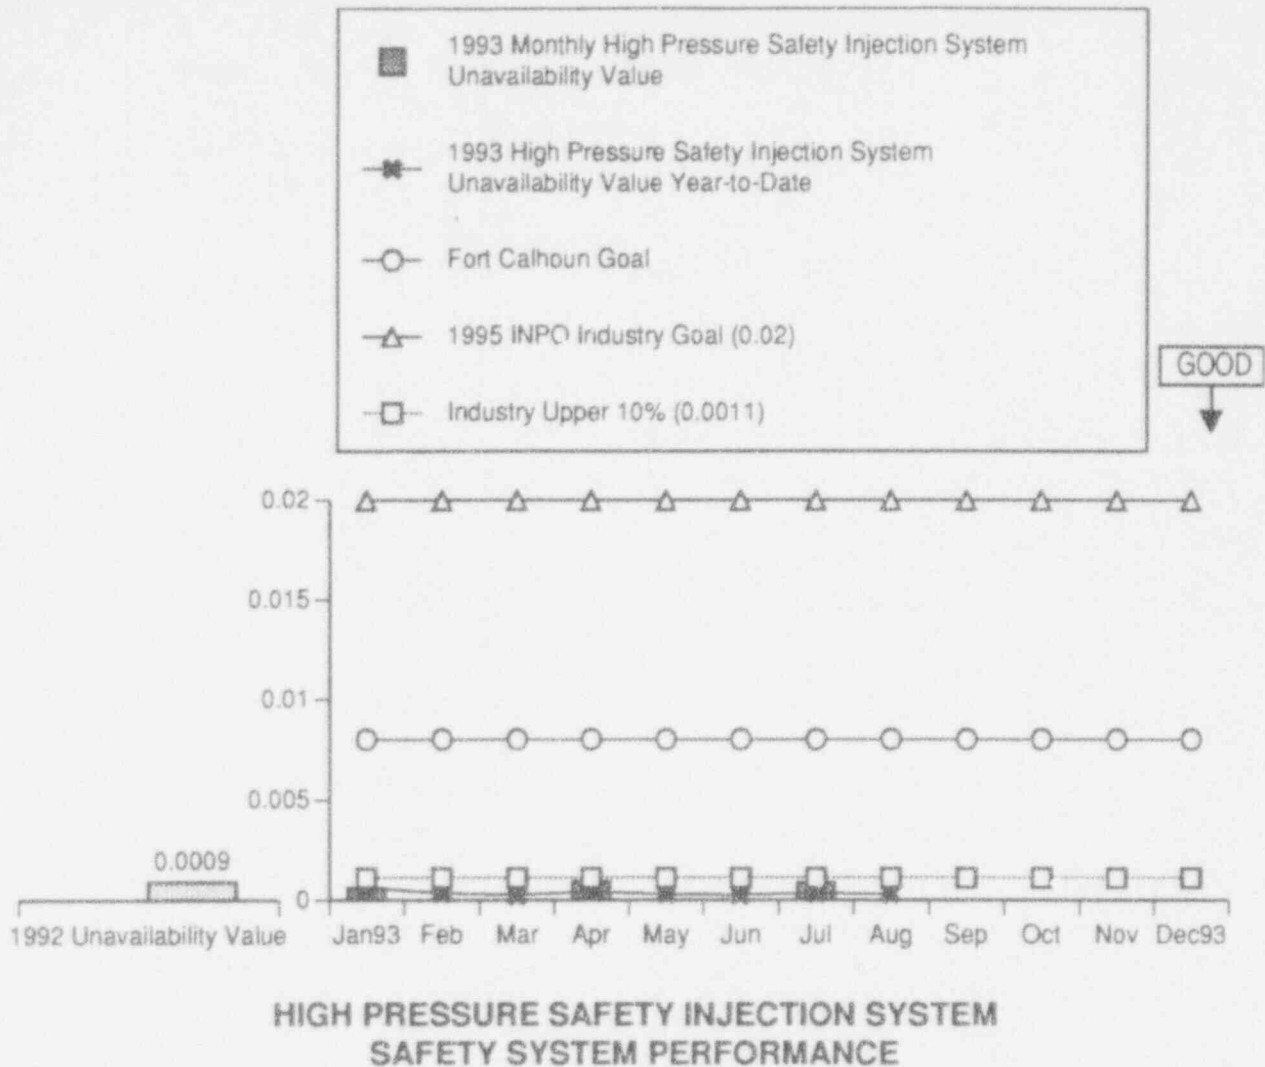 1993 Monthly High Pressure Safety Injection System
Unavailability Value
1993 High Pressure Safety Injection System
Unavailability Value Year-to-Date
Fort Calhoun Goal
1995 INPO Industry Goal (0.02)
Industry Upper 10% (0.0011)
GOOD
0.02
0.015
0.01
0.005
0
0.0009
1992 Unavailability Value
Jan93 Feb Mar Apr May Jun Jul Aug Sep Oct Nov Dec93
HIGH PRESSURE SAFETY INJECTION SYSTEM
SAFETY SYSTEM PERFORMANCE